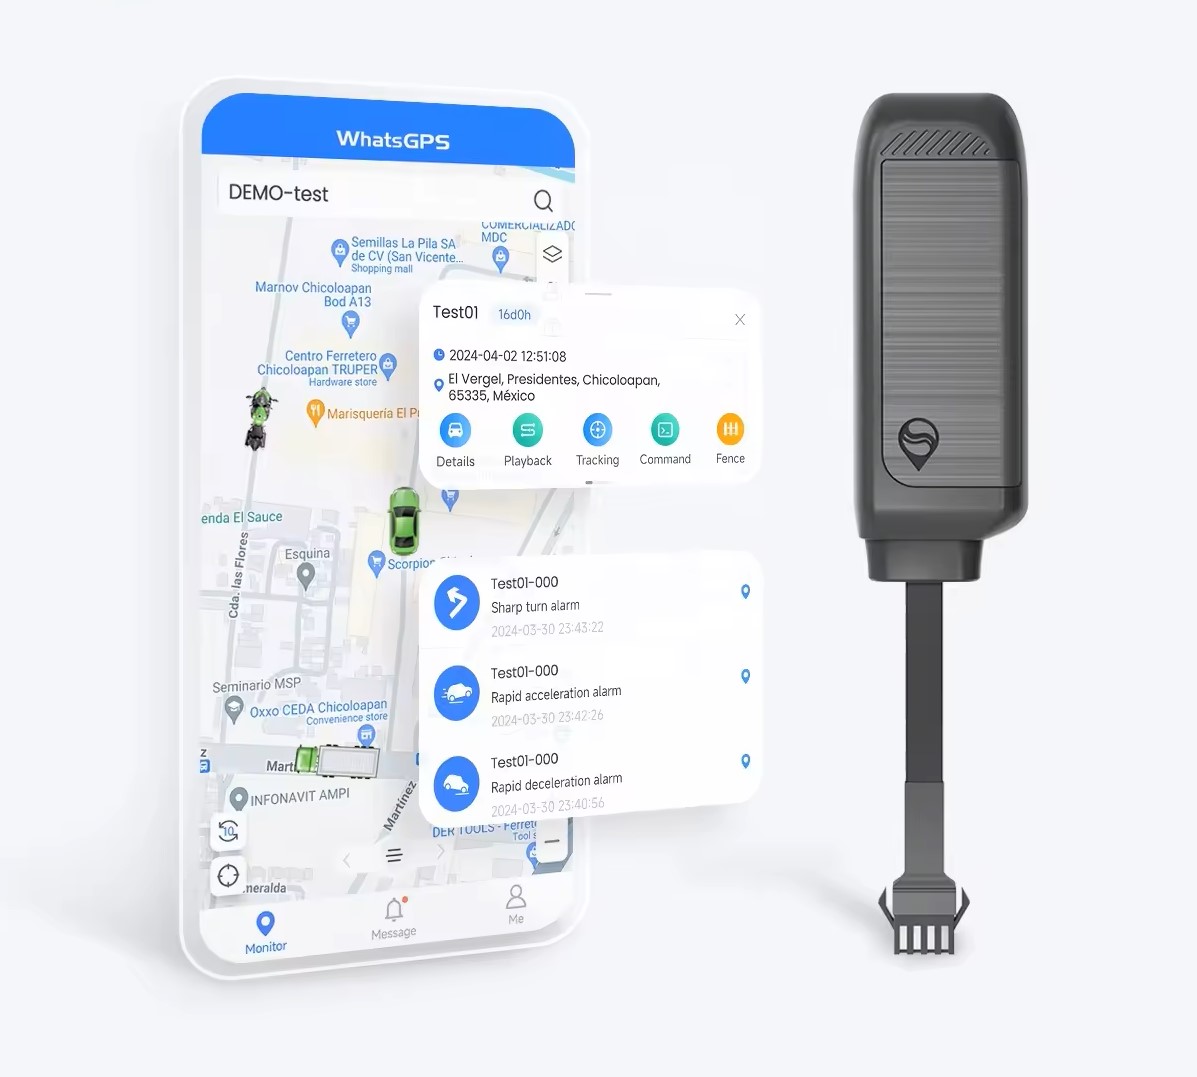 WhatsGPS
DEMO-test
COMERCIALIZADO
MDC
Semillas La Pila SA
de CV (San Vicente...
Shopping mall
Marnov Chicoloapan
Bod A13
Centro Ferretero
Chicoloapan TRUPER
Hardware store
Marisquería El P
Test01 16d0h
2024-04-02 12:51:08
El Vergel, Presidentes, Chicoloapan,
65335, México
Details Playback Tracking Command Fence
enda El Sauce
Cda. las Flores
Esquina
Scorpion
Test01-000
Sharp turn alarm
2024-03-30 23:43:22
Test01-000
Rapid acceleration alarm
2024-03-30 23:42:26
Test01-000
Rapid deceleration alarm
2024-03-30 23:40:56
Seminario MSP
Oxxo CEDA Chicoloapan
Convenience store
z
Mart
INFONAVIT AMPI
Martínez
DER TOOLS - Ferrete
Tool s
10
meralda
Monitor
Message
Me